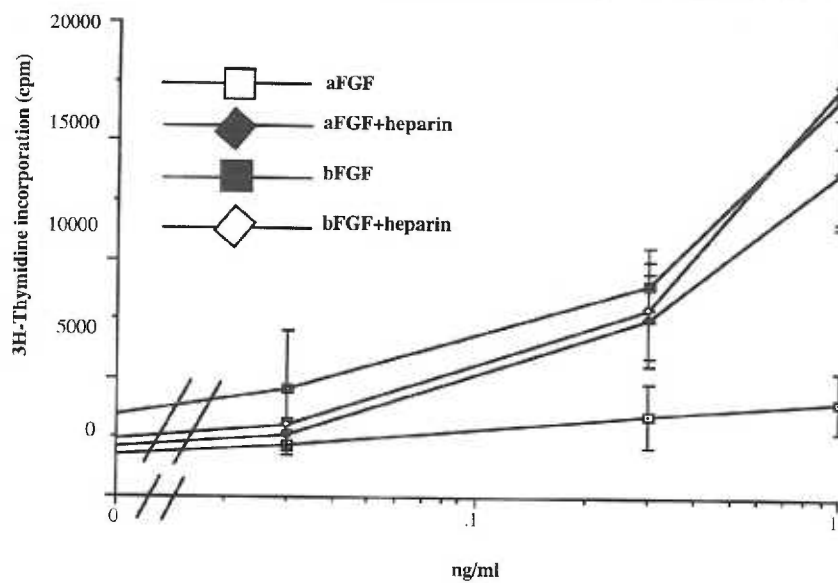 20000
15000
10000
5000
0
3H-Thymidine incorporation (cpm)
aFGF
aFGF+heparin
bFGF
bFGF+heparin
0
.1
1
ng/ml